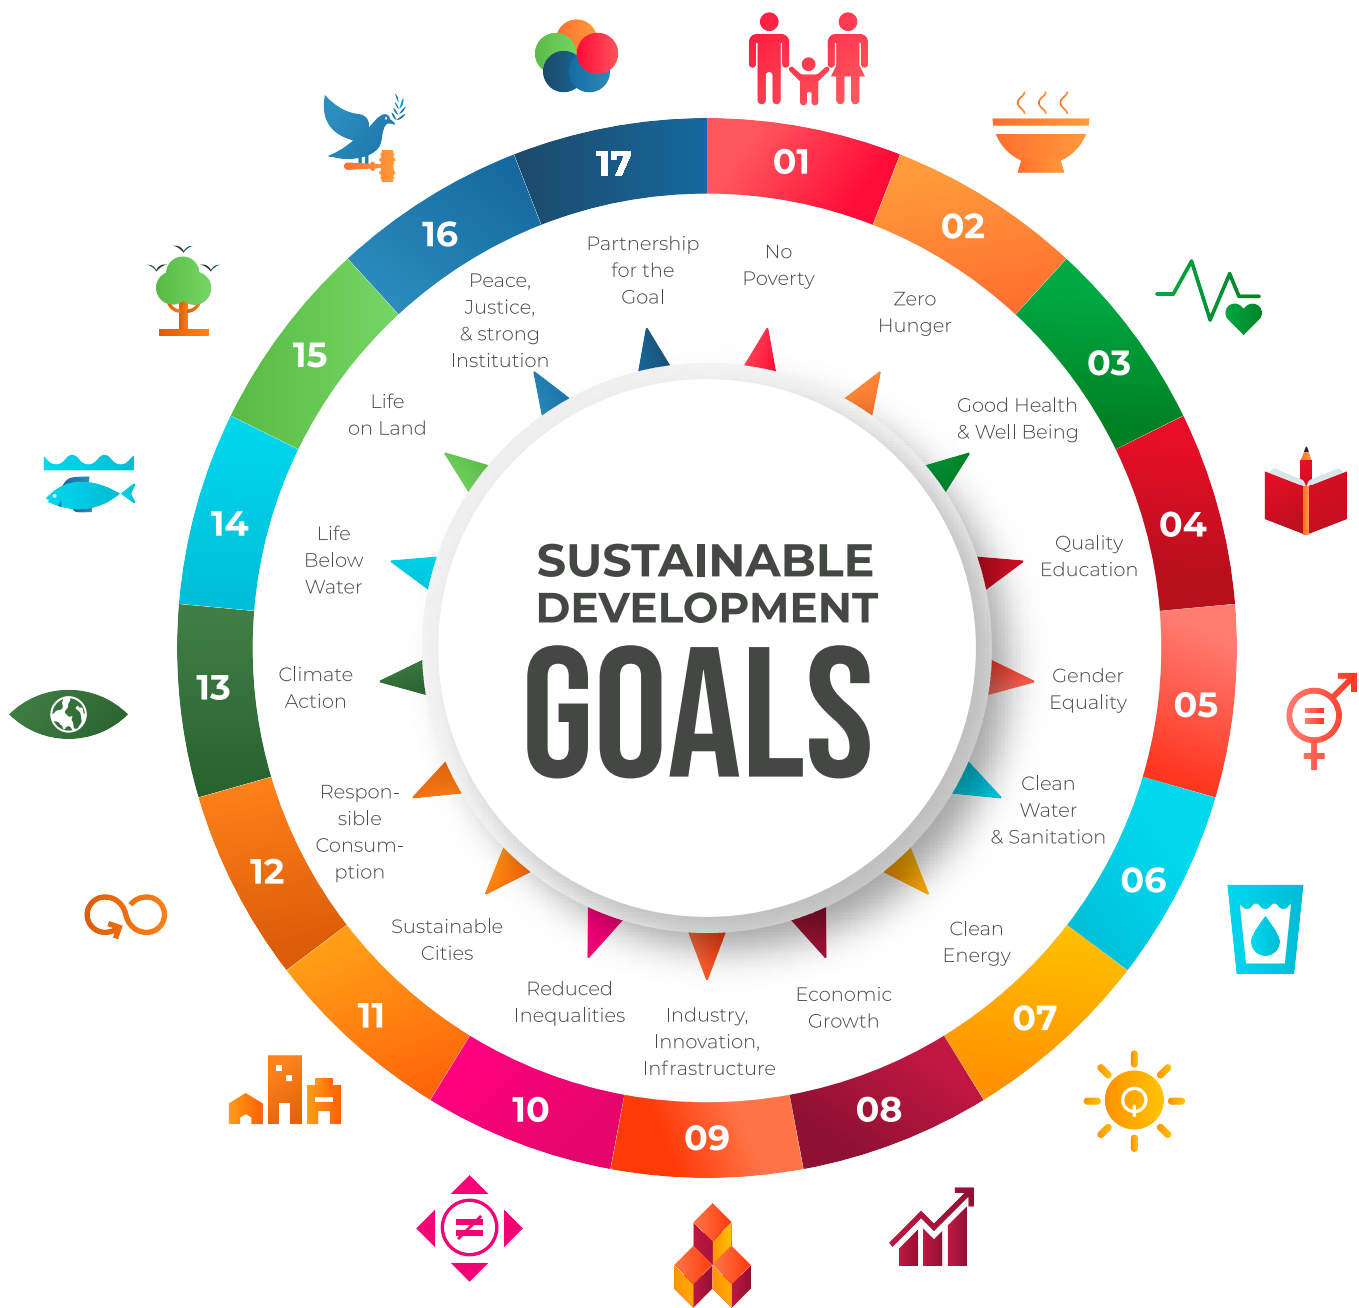 SUSTAINABLE
DEVELOPMENT
GOALS
01
No
Poverty
02
Zero
Hunger
03
Good Health
& Well Being
04
Quality
Education
05
Gender
Equality
06
Clean
Water
& Sanitation
07
Clean
Energy
08
Economic
Growth
09
Industry,
Innovation,
Infrastructure
10
Reduced
Inequalities
11
Sustainable
Cities
12
Respon-
sible
Consum-
ption
13
Climate
Action
14
Life
Below
Water
15
Life
on Land
16
Peace,
Justice,
& strong
Institution
17
Partnership
for the
Goal